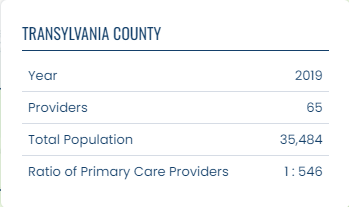 TRANSYLVANIA COUNTY
Year 2019
Providers 65
Total Population 35,484
Ratio of Primary Care Providers 1 : 546